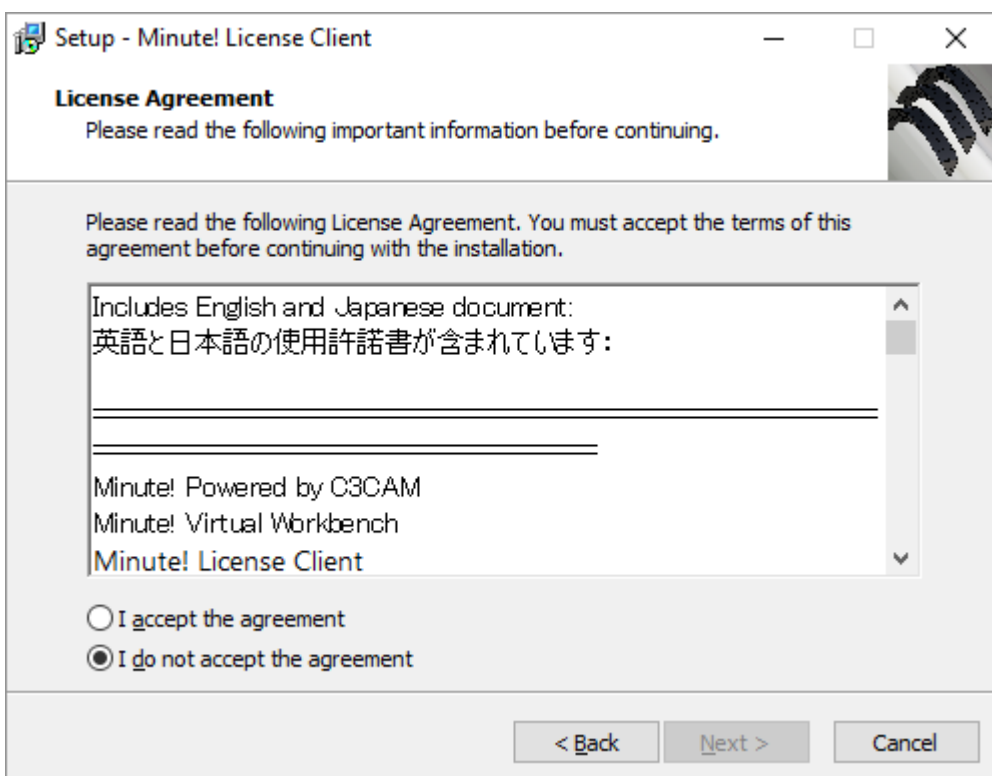 Setup - Minute! License Client
License Agreement
Please read the following important information before continuing.
Please read the following License Agreement. You must accept the terms of this
agreement before continuing with the installation.
Includes English and Japanese document:
英語と日本語の使用許諾書が含まれています:
Minute! Powered by C3CAM
Minute! Virtual Workbench
Minute! License Client
I accept the agreement
I do not accept the agreement
< Back
Next >
Cancel